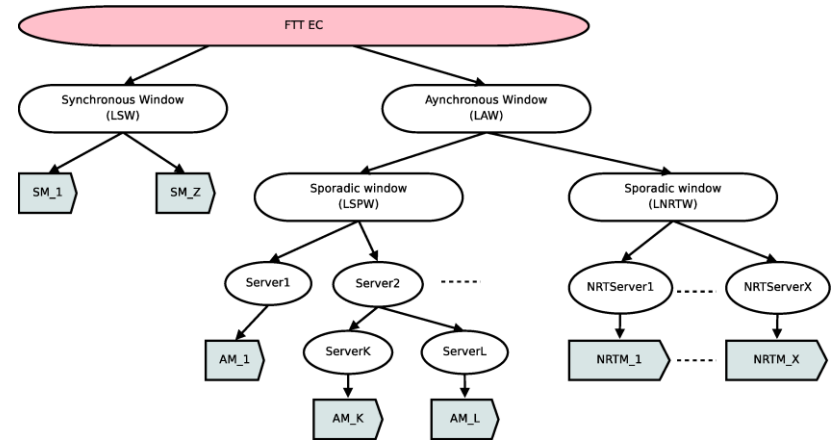 FTT EC
Synchronous Window
(LSW)
Aynchronous Window
(LAW)
SM_1
SM_Z
Sporadic window
(LSPW)
Sporadic window
(LNRTW)
Server1
Server2
NRTServer1
NRTServerX
AM_1
ServerK
ServerL
NRTM_1
NRTM_X
AM_K
AM_L